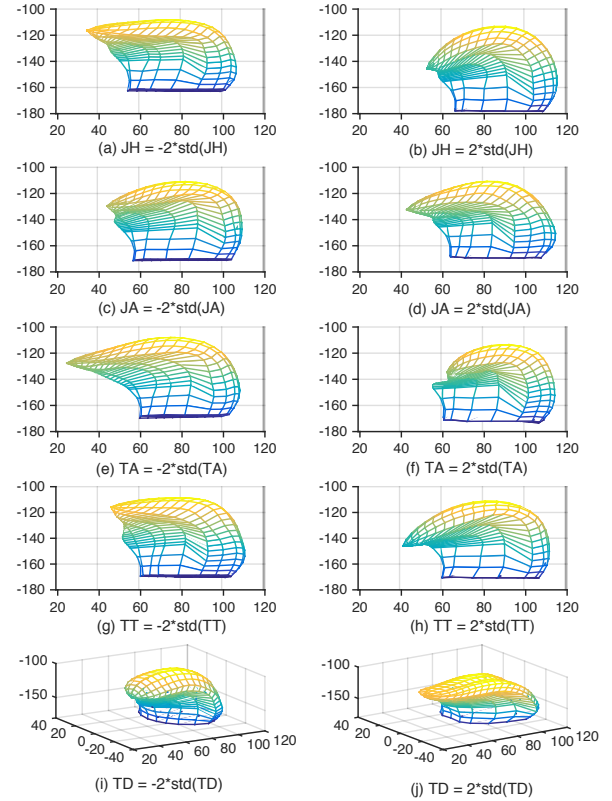 -100
-120
-140
-160
-180
20 40 60 80 100 120
(a) JH = -2*std(JH)
-100
-120
-140
-160
-180
20 40 60 80 100 120
(b) JH = 2*std(JH)
-100
-120
-140
-160
-180
20 40 60 80 100 120
(c) JA = -2*std(JA)
-100
-120
-140
-160
-180
20 40 60 80 100 120
(d) JA = 2*std(JA)
-100
-120
-140
-160
-180
20 40 60 80 100 120
(e) TA = -2*std(TA)
-100
-120
-140
-160
-180
20 40 60 80 100 120
(f) TA = 2*std(TA)
-100
-120
-140
-160
-180
20 40 60 80 100 120
(g) TT = -2*std(TT)
-100
-120
-140
-160
-180
20 40 60 80 100 120
(h) TT = 2*std(TT)
-100
-150
40 20 0 -20 -40
20 40 60 80 100 120
(i) TD = -2*std(TD)
-100
-150
20 0 -20 -40
20 40 60 80 100 120
(j) TD = 2*std(TD)